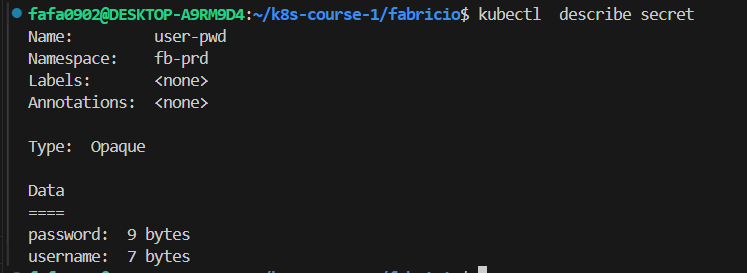 fafa0902@DESKTOP-A9RM9D4:~/k8s-course-1/fabricio$ kubectl  describe secret
Name:         user-pwd
Namespace:    fb-prd
Labels:       <none>
Annotations:  <none>
Type:  Opaque
Data
====
password:  9 bytes
username:  7 bytes